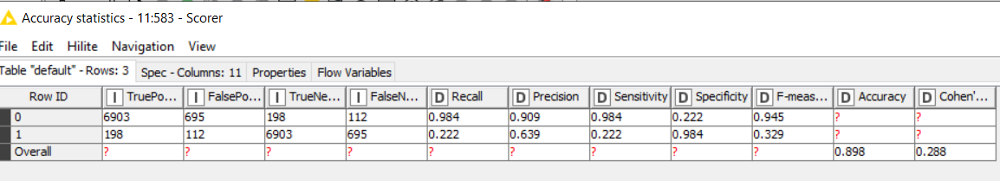 Accuracy statistics - 11:583 - Scorer
File Edit Hilite Navigation View
Table "default" - Rows: 3 Spec - Columns: 11 Properties Flow Variables
Row ID I TruePo... I FalsePo... I TrueNe... I FalseN... D Recall D Precision D Sensitivity D Specificity D F-meas... D Accuracy D Cohen'...
0 6903 695 198 112 0.984 0.909 0.984 0.222 0.945 ? ?
1 198 112 6903 695 0.222 0.639 0.222 0.984 0.329 ? ?
Overall ? ? ? ? ? ? ? ? ? 0.898 0.288